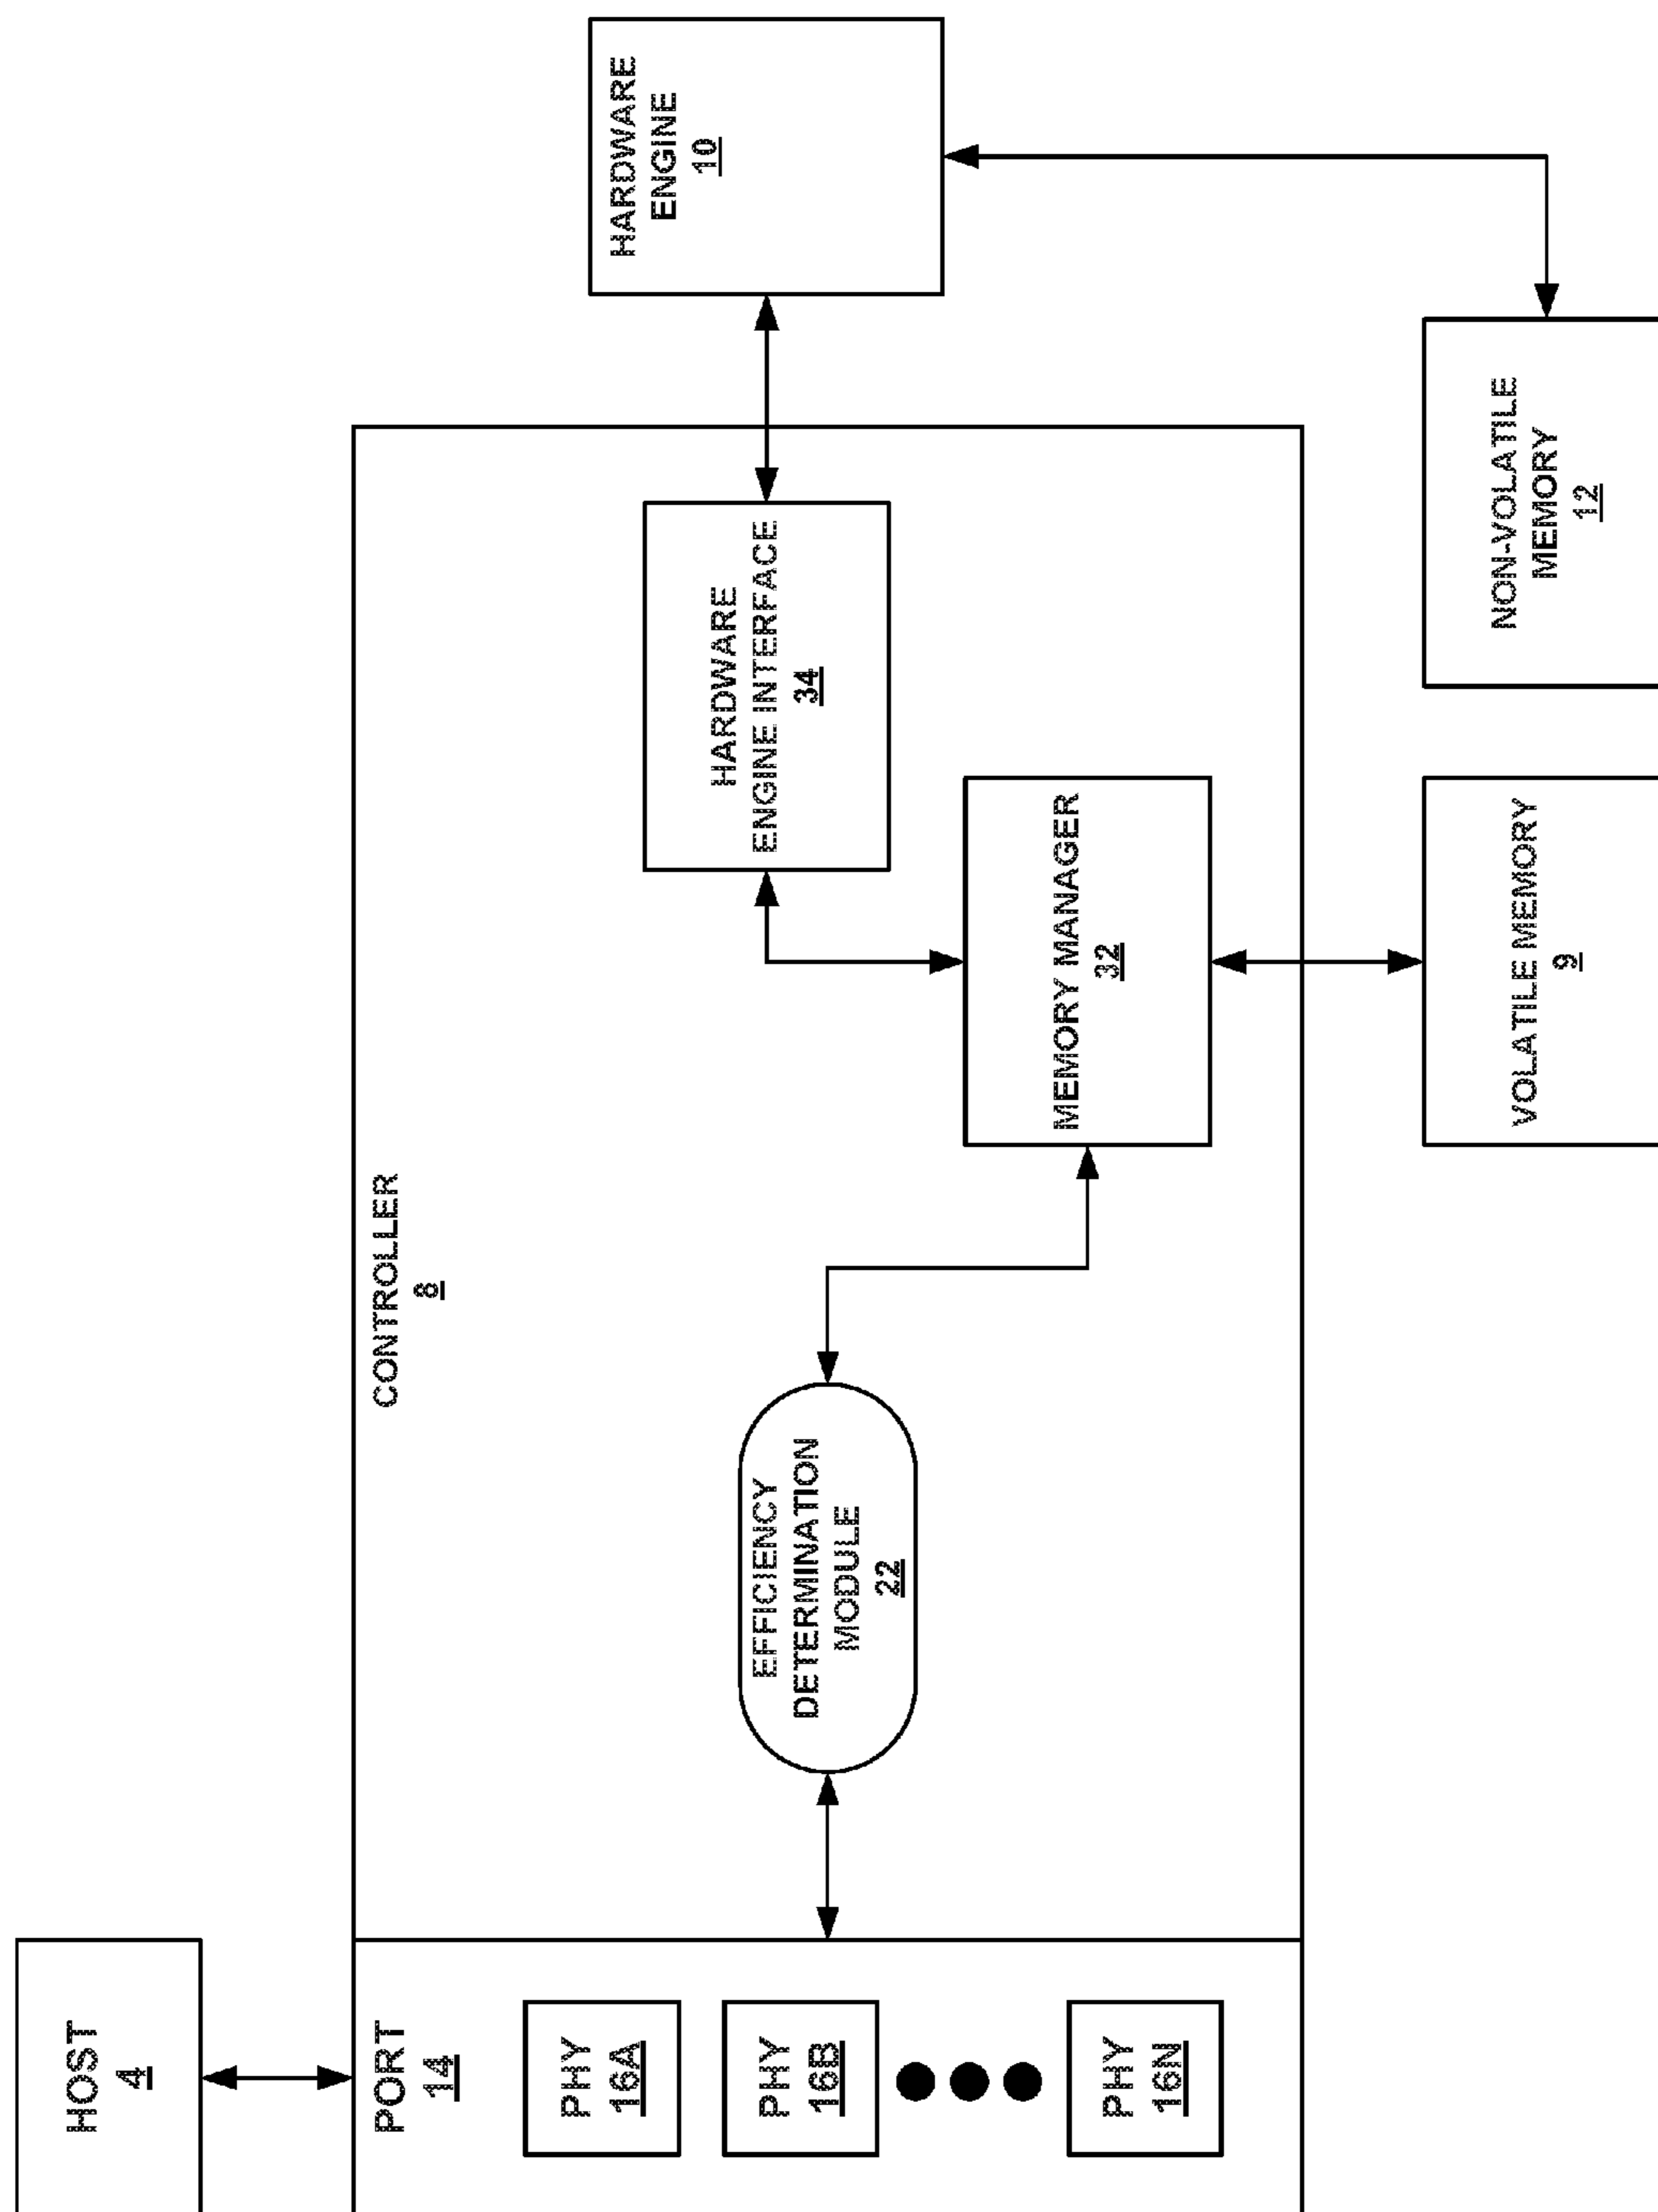 HOST
4
PORT
14
PHY
16A
PHY
16B
PHY
16N
CONTROLLER
8
EFFICIENCY
DETERMINATION
MODULE
22
MEMORY MANAGER
32
HARDWARE
ENGINE INTERFACE
34
HARDWARE
ENGINE
10
VOLATILE MEMORY
9
NON-VOLATILE
MEMORY
12